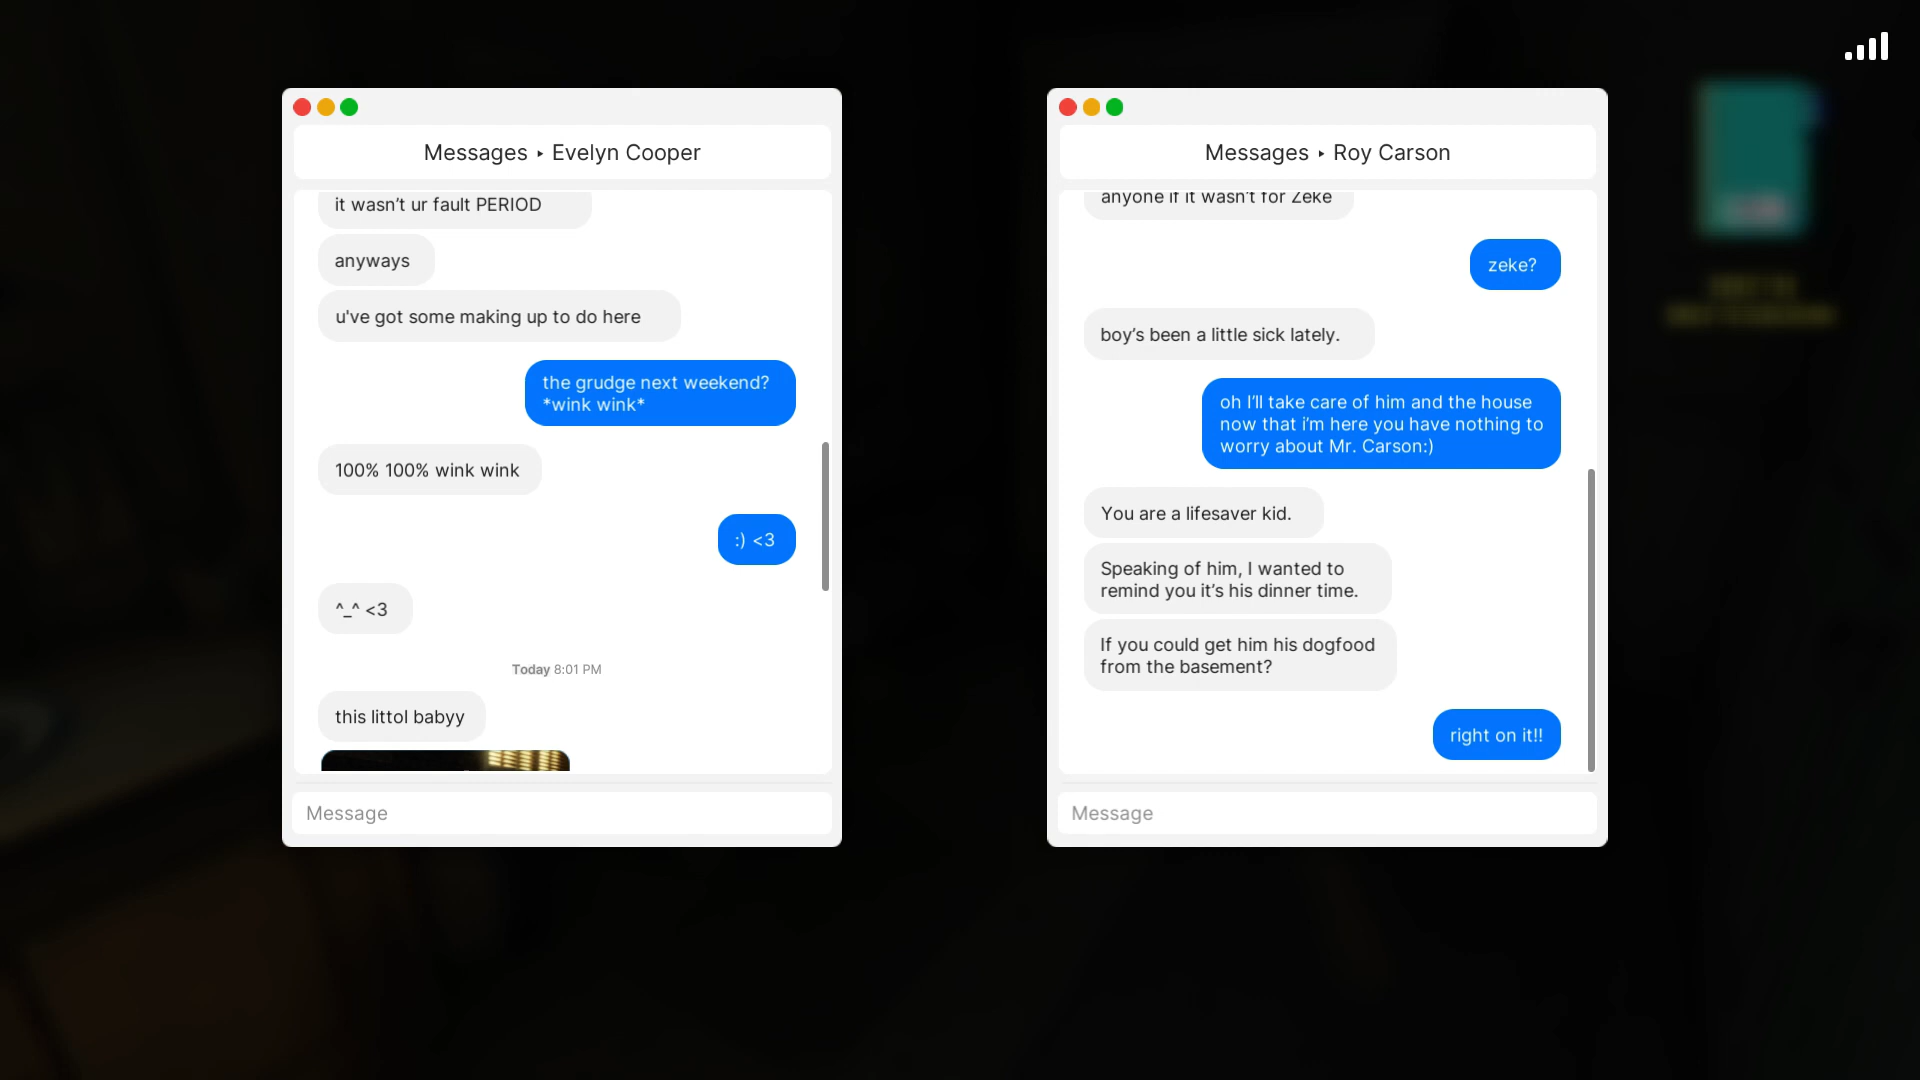 Messages ‣ Evelyn Cooper
it wasn’t ur fault PERIOD
anyways
u've got some making up to do here
the grudge next weekend?
*wink wink*
100% 100% wink wink
:) <3
^_^ <3
Today 8:01 PM
this littol babyy
Message
Messages ‣ Roy Carson
anyone if it wasn’t for Zeke
zeke?
boy’s been a little sick lately.
oh I’ll take care of him and the house
now that i’m here you have nothing to
worry about Mr. Carson:)
You are a lifesaver kid.
Speaking of him, I wanted to
remind you it’s his dinner time.
If you could get him his dogfood
from the basement?
right on it!!
Message